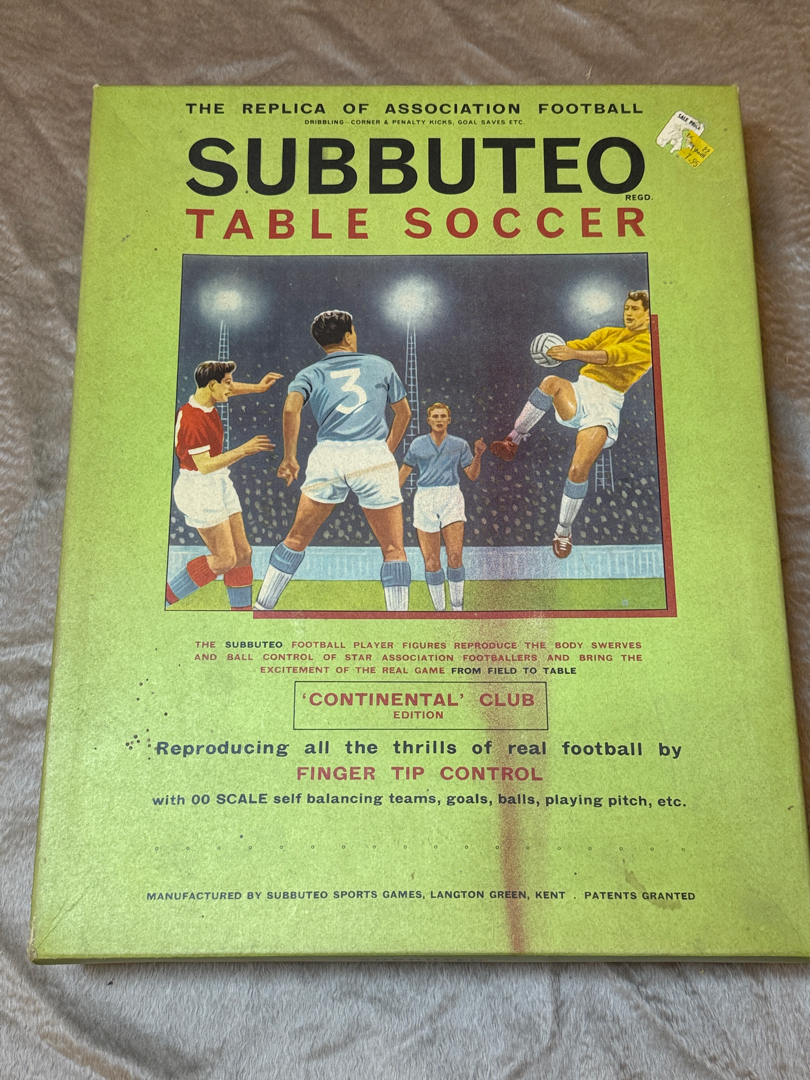 THE REPLICA OF ASSOCIATION FOOTBALL
DRIBBLING–CORNER & PENALTY KICKS, GOAL SAVES ETC.
SUBBUTEO
REGD.
TABLE SOCCER
SALE PRICE
3
THE SUBBUTEO FOOTBALL PLAYER FIGURES REPRODUCE THE BODY SWERVES
AND BALL CONTROL OF STAR ASSOCIATION FOOTBALLERS AND BRING THE
EXCITEMENT OF THE REAL GAME FROM FIELD TO TABLE
‘CONTINENTAL’ CLUB
EDITION
Reproducing all the thrills of real football by
FINGER TIP CONTROL
with 00 SCALE self balancing teams, goals, balls, playing pitch, etc.
MANUFACTURED BY SUBBUTEO SPORTS GAMES, LANGTON GREEN, KENT . PATENTS GRANTED